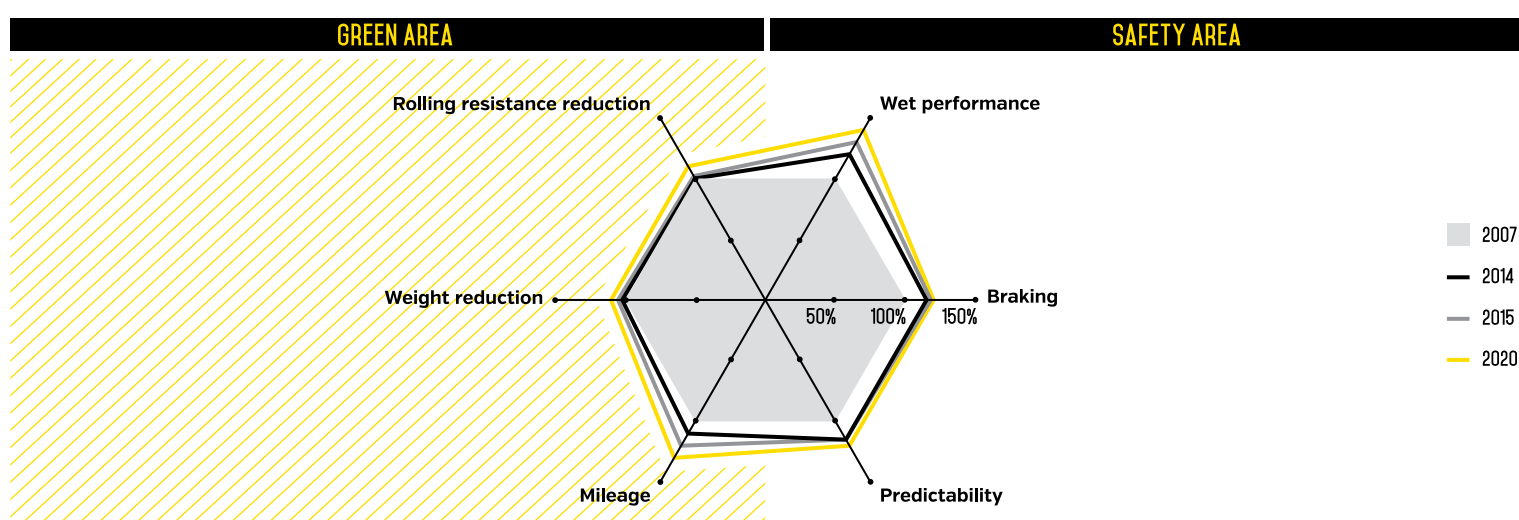 GREEN AREA
SAFETY AREA
Rolling resistance reduction
Wet performance
Weight reduction
Braking
50% 100% 150%
Mileage
Predictability
2007
2014
2015
2020